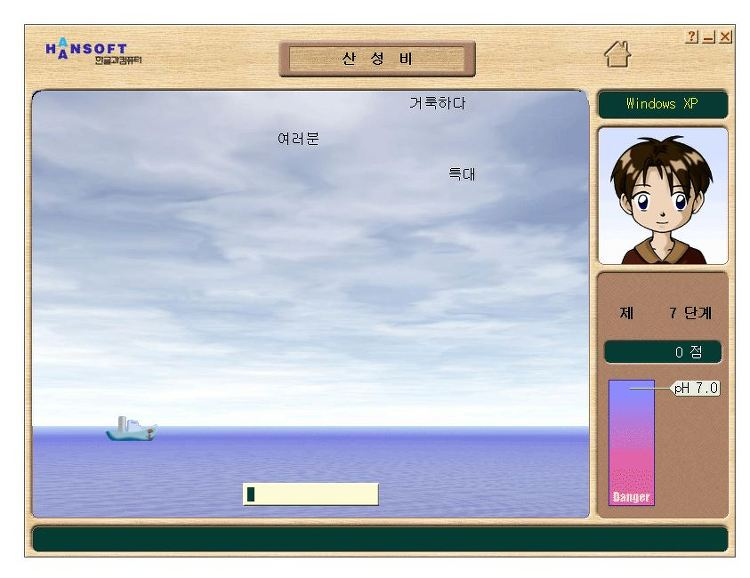 HANSOFT
한글과컴퓨터
산 성 비
Windows XP
거룩하다
여러분
특대
제 7 단계
0 점
pH 7.0
Danger